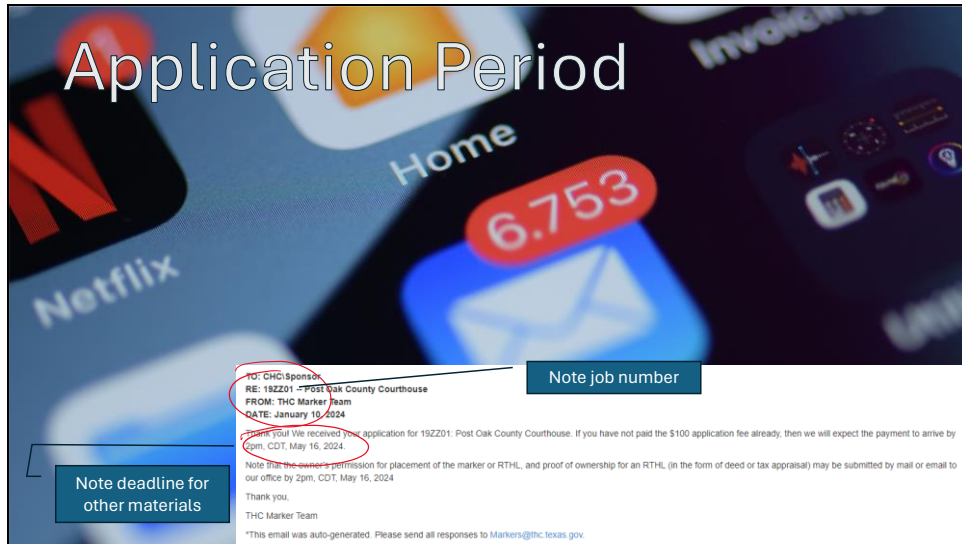 Application Period
Invoicing
Home
6.753
Netflix
Note job number
TO: CHC\Sponsor
RE: 19ZZ01 – Post Oak County Courthouse
FROM: THC Marker Team
DATE: January 10, 2024
Thank you! We received your application for 19ZZ01: Post Oak County Courthouse. If you have not paid the $100 application fee already, then we will expect the payment to arrive by
2pm, CDT, May 16, 2024.
Note that the owner's permission for placement of the marker or RTHL, and proof of ownership for an RTHL (in the form of deed or tax appraisal) may be submitted by mail or email to
our office by 2pm, CDT, May 16, 2024
Thank you,
THC Marker Team
*This email was auto-generated. Please send all responses to Markers@thc.texas.gov.
Note deadline for
other materials